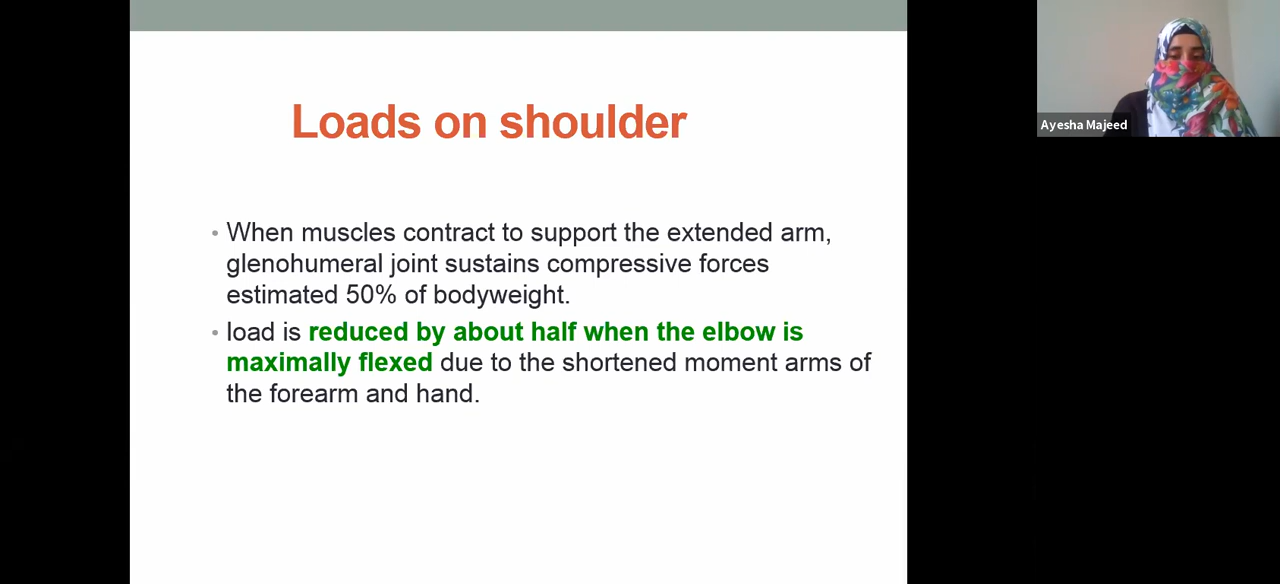 Loads on shoulder
• When muscles contract to support the extended arm,
glenohumeral joint sustains compressive forces
estimated 50% of bodyweight.
• load is reduced by about half when the elbow is
maximally flexed due to the shortened moment arms of
the forearm and hand.
Ayesha Majeed